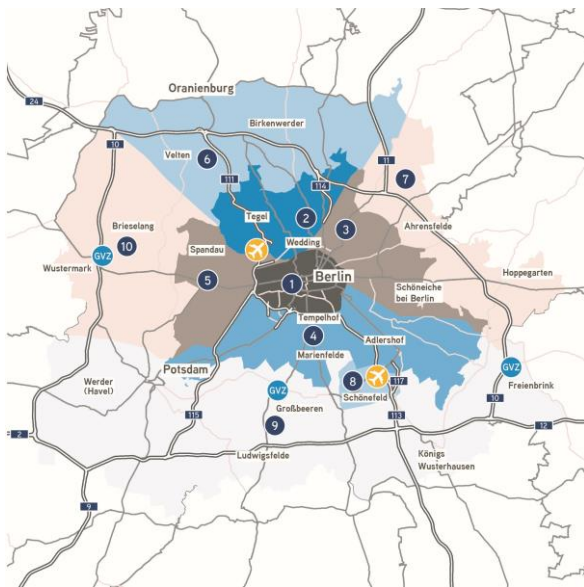 Oranienburg
24
Birkenwerder
10
Velten
6
111
11
114
7
Tegel
2
3
Ahrensfelde
Brieselang
10
GVZ
Wustermark
Spandau
Wedding
Hoppegarten
5
1
Berlin
Schöneiche
bei Berlin
Tempelhof
4
Adlershof
Marienfelde
Potsdam
8
117
GVZ
Freienbrink
Schönefeld
Werder
(Havel)
GVZ
Großbeeren
115
9
113
10
12
2
Ludwigsfelde
Königs
Wusterhausen
9